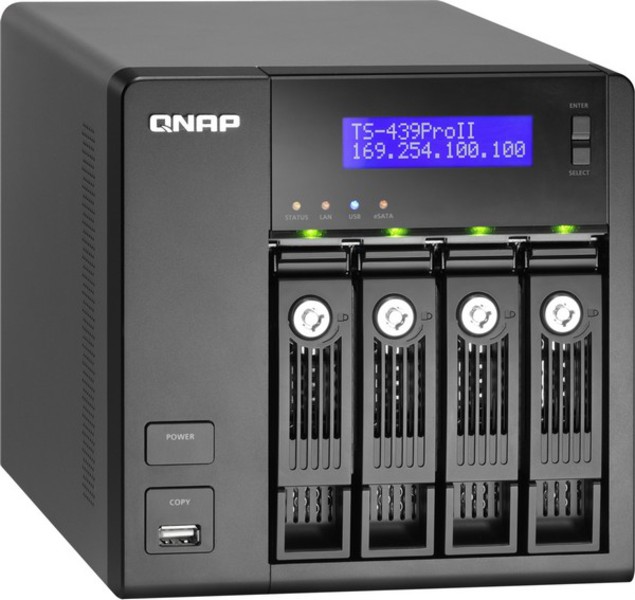 QNAP
TS-439ProII
169.254.100.100
ENTER
SELECT
STATUS LAN USB eSATA
POWER
COPY